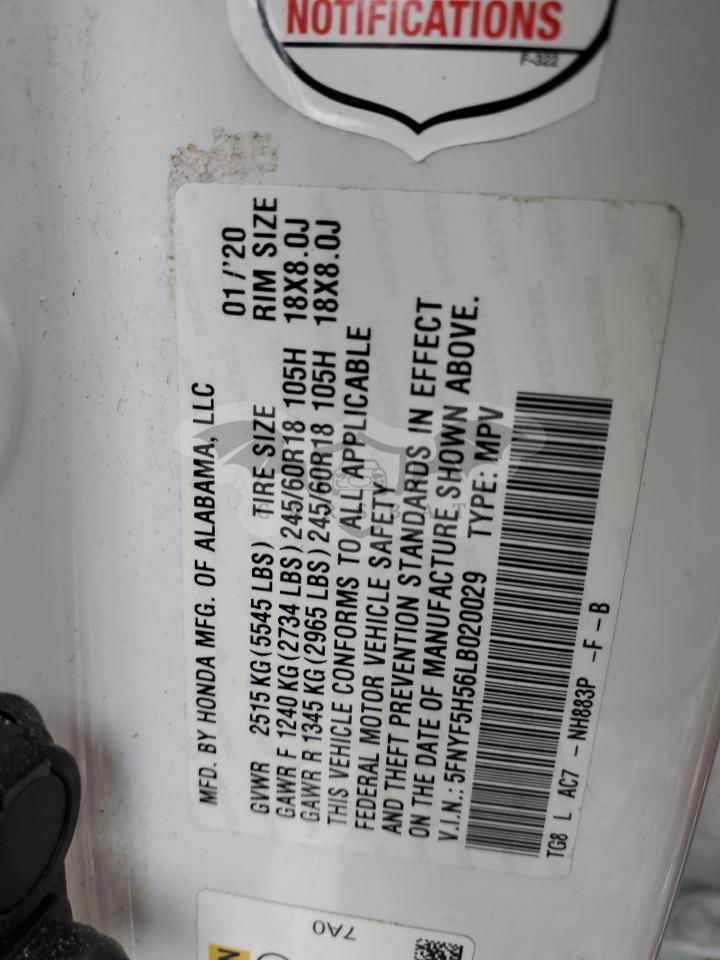 NOTIFICATIONS
F-322
MFD. BY HONDA MFG. OF ALABAMA, LLC 01/'20
GVWR 2515 KG(5545 LBS) TIRE SIZE RIM SIZE
GAWR F 1240 KG(2734 LBS)245/60R18 105H 18X8.0J
GAWR R 1345 KG(2965 LBS)245/60R18 105H 18X8.0J
THIS VEHICLE CONFORMS TO ALL APPLICABLE
FEDERAL MOTOR VEHICLE SAFETY
AND THEFT PREVENTION STANDARDS IN EFFECT
ON THE DATE OF MANUFACTURE SHOWN ABOVE.
V.I.N.: 5FNYF5H56LB020029 TYPE: MPV
TG8 L AC7 -NH883P -F-B
7A0